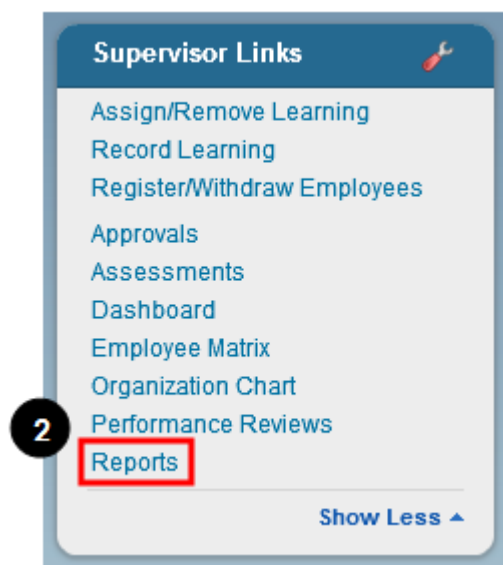 Supervisor Links
Assign/Remove Learning
Record Learning
Register/Withdraw Employees
Approvals
Assessments
Dashboard
Employee Matrix
Organization Chart
2 Performance Reviews
Reports
Show Less